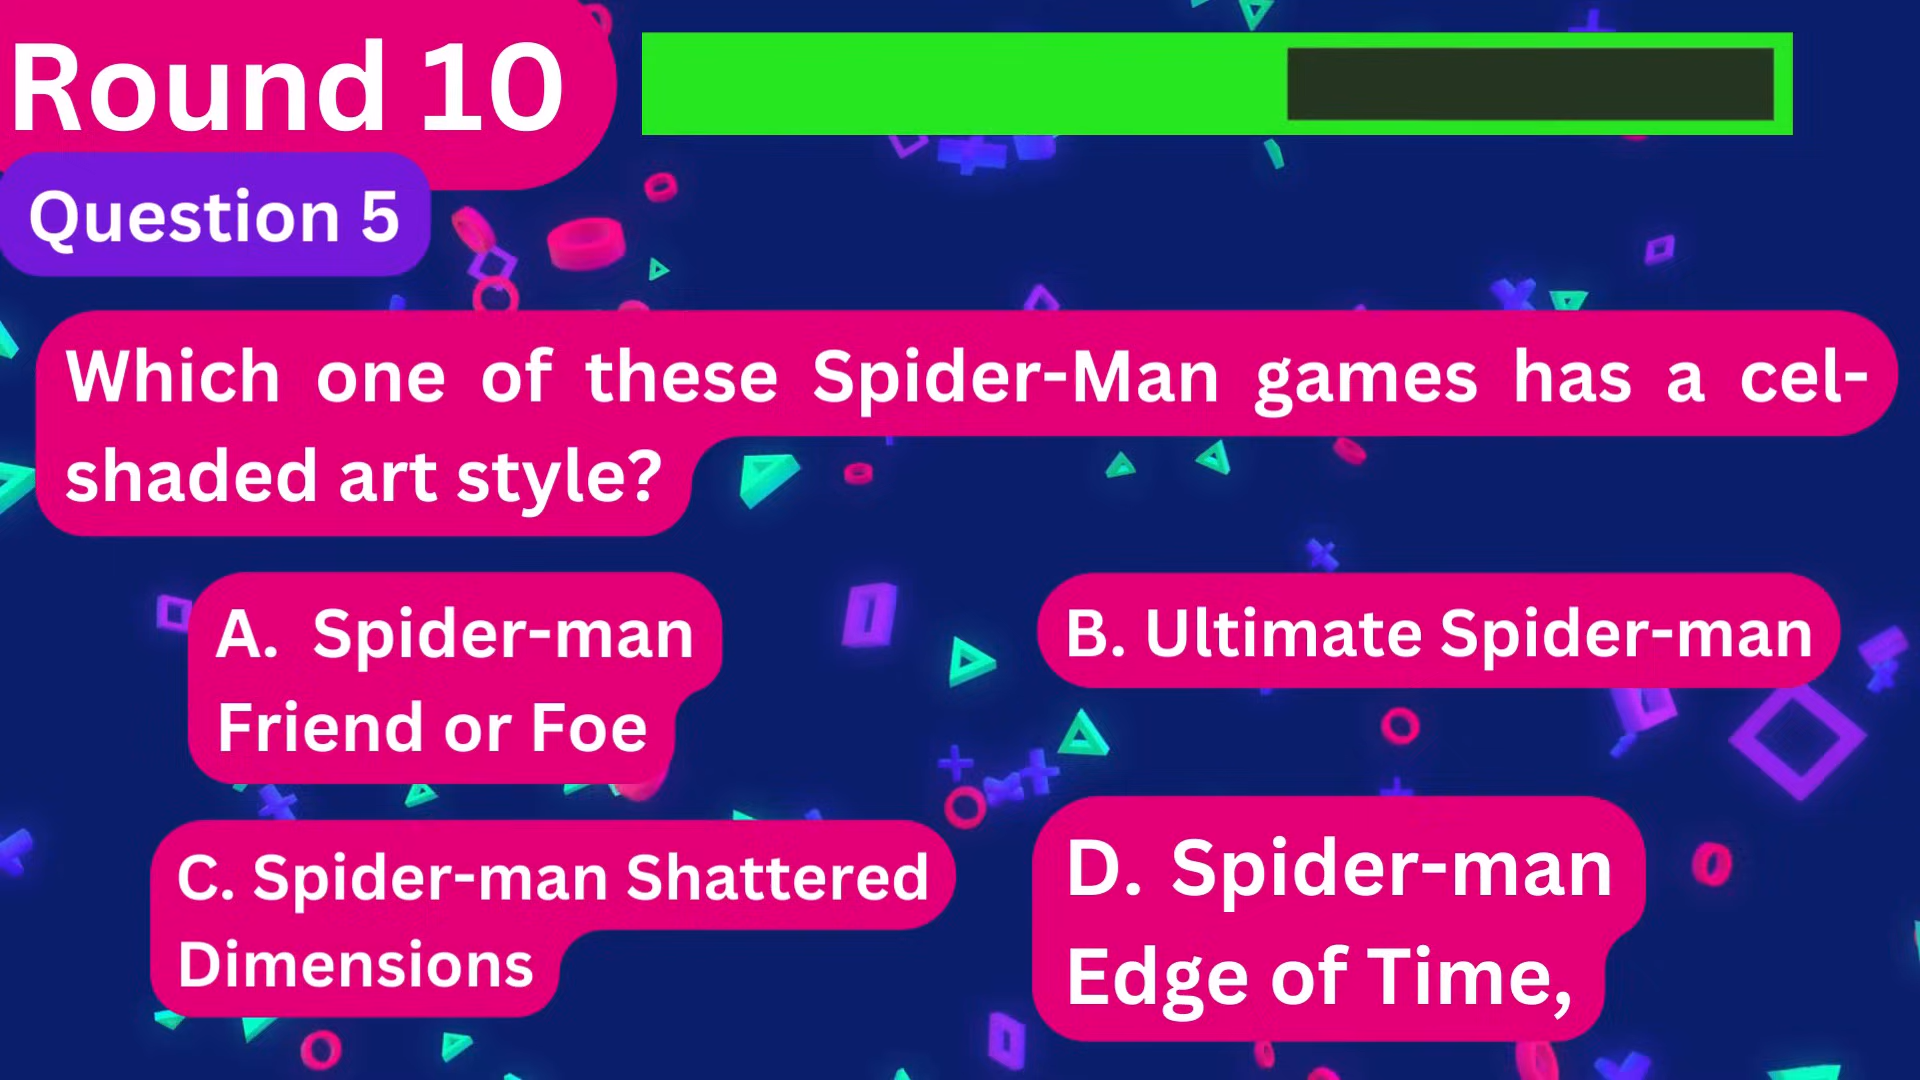 Round 10
Question 5
Which one of these Spider-Man games has a cel-
shaded art style?
A. Spider-man
Friend or Foe
B. Ultimate Spider-man
C. Spider-man Shattered
Dimensions
D. Spider-man
Edge of Time,